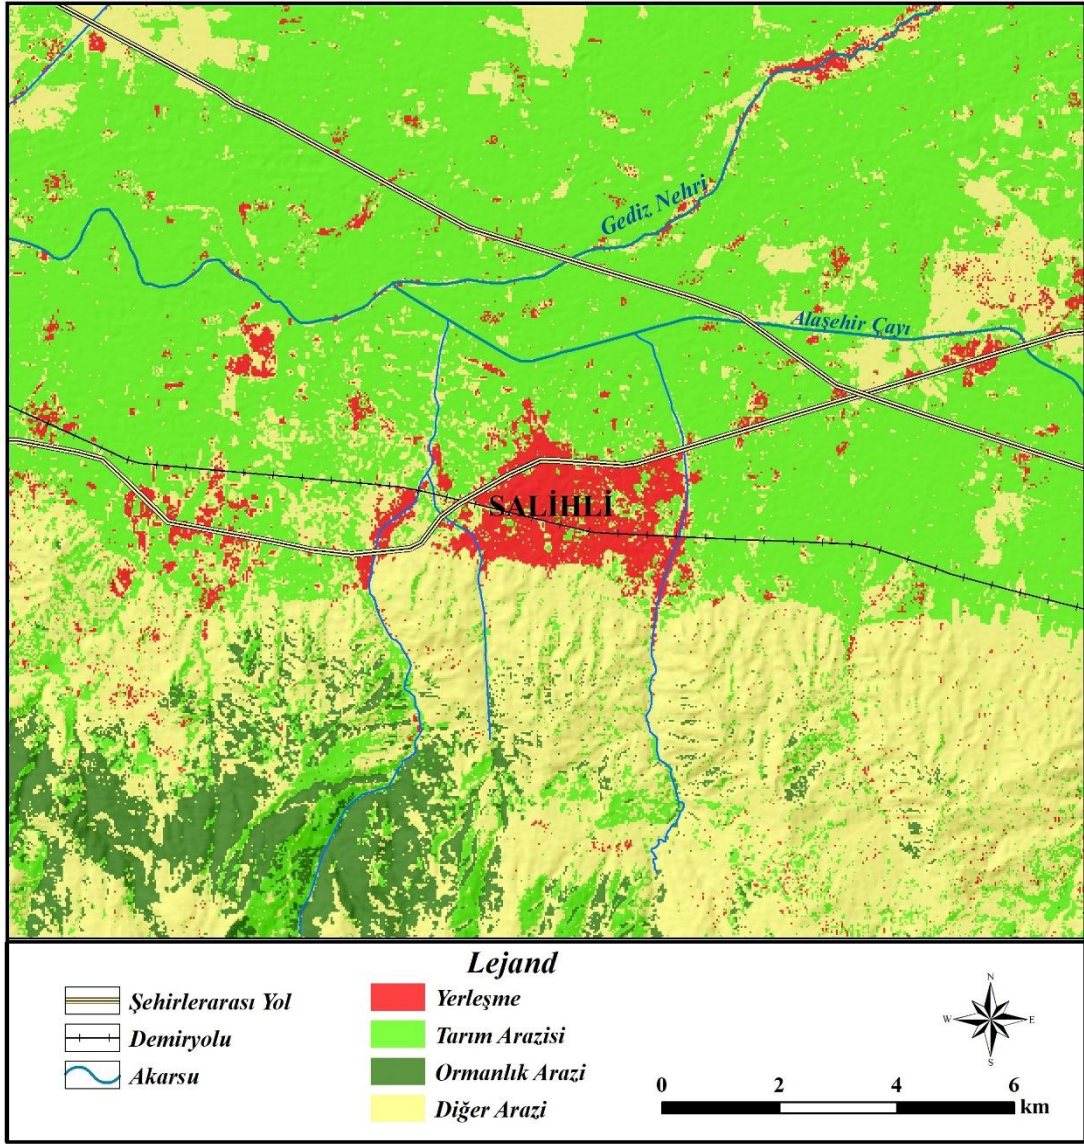 Gediz Nehri
Alaşehir Çayı
SALİHLİ
Lejand
Şehirlerarası Yol
Demiryolu
Akarsu
Yerleşme
Tarım Arazisi
Ormanlık Arazi
Diğer Arazi
N
W E
S
0 2 4 6
km